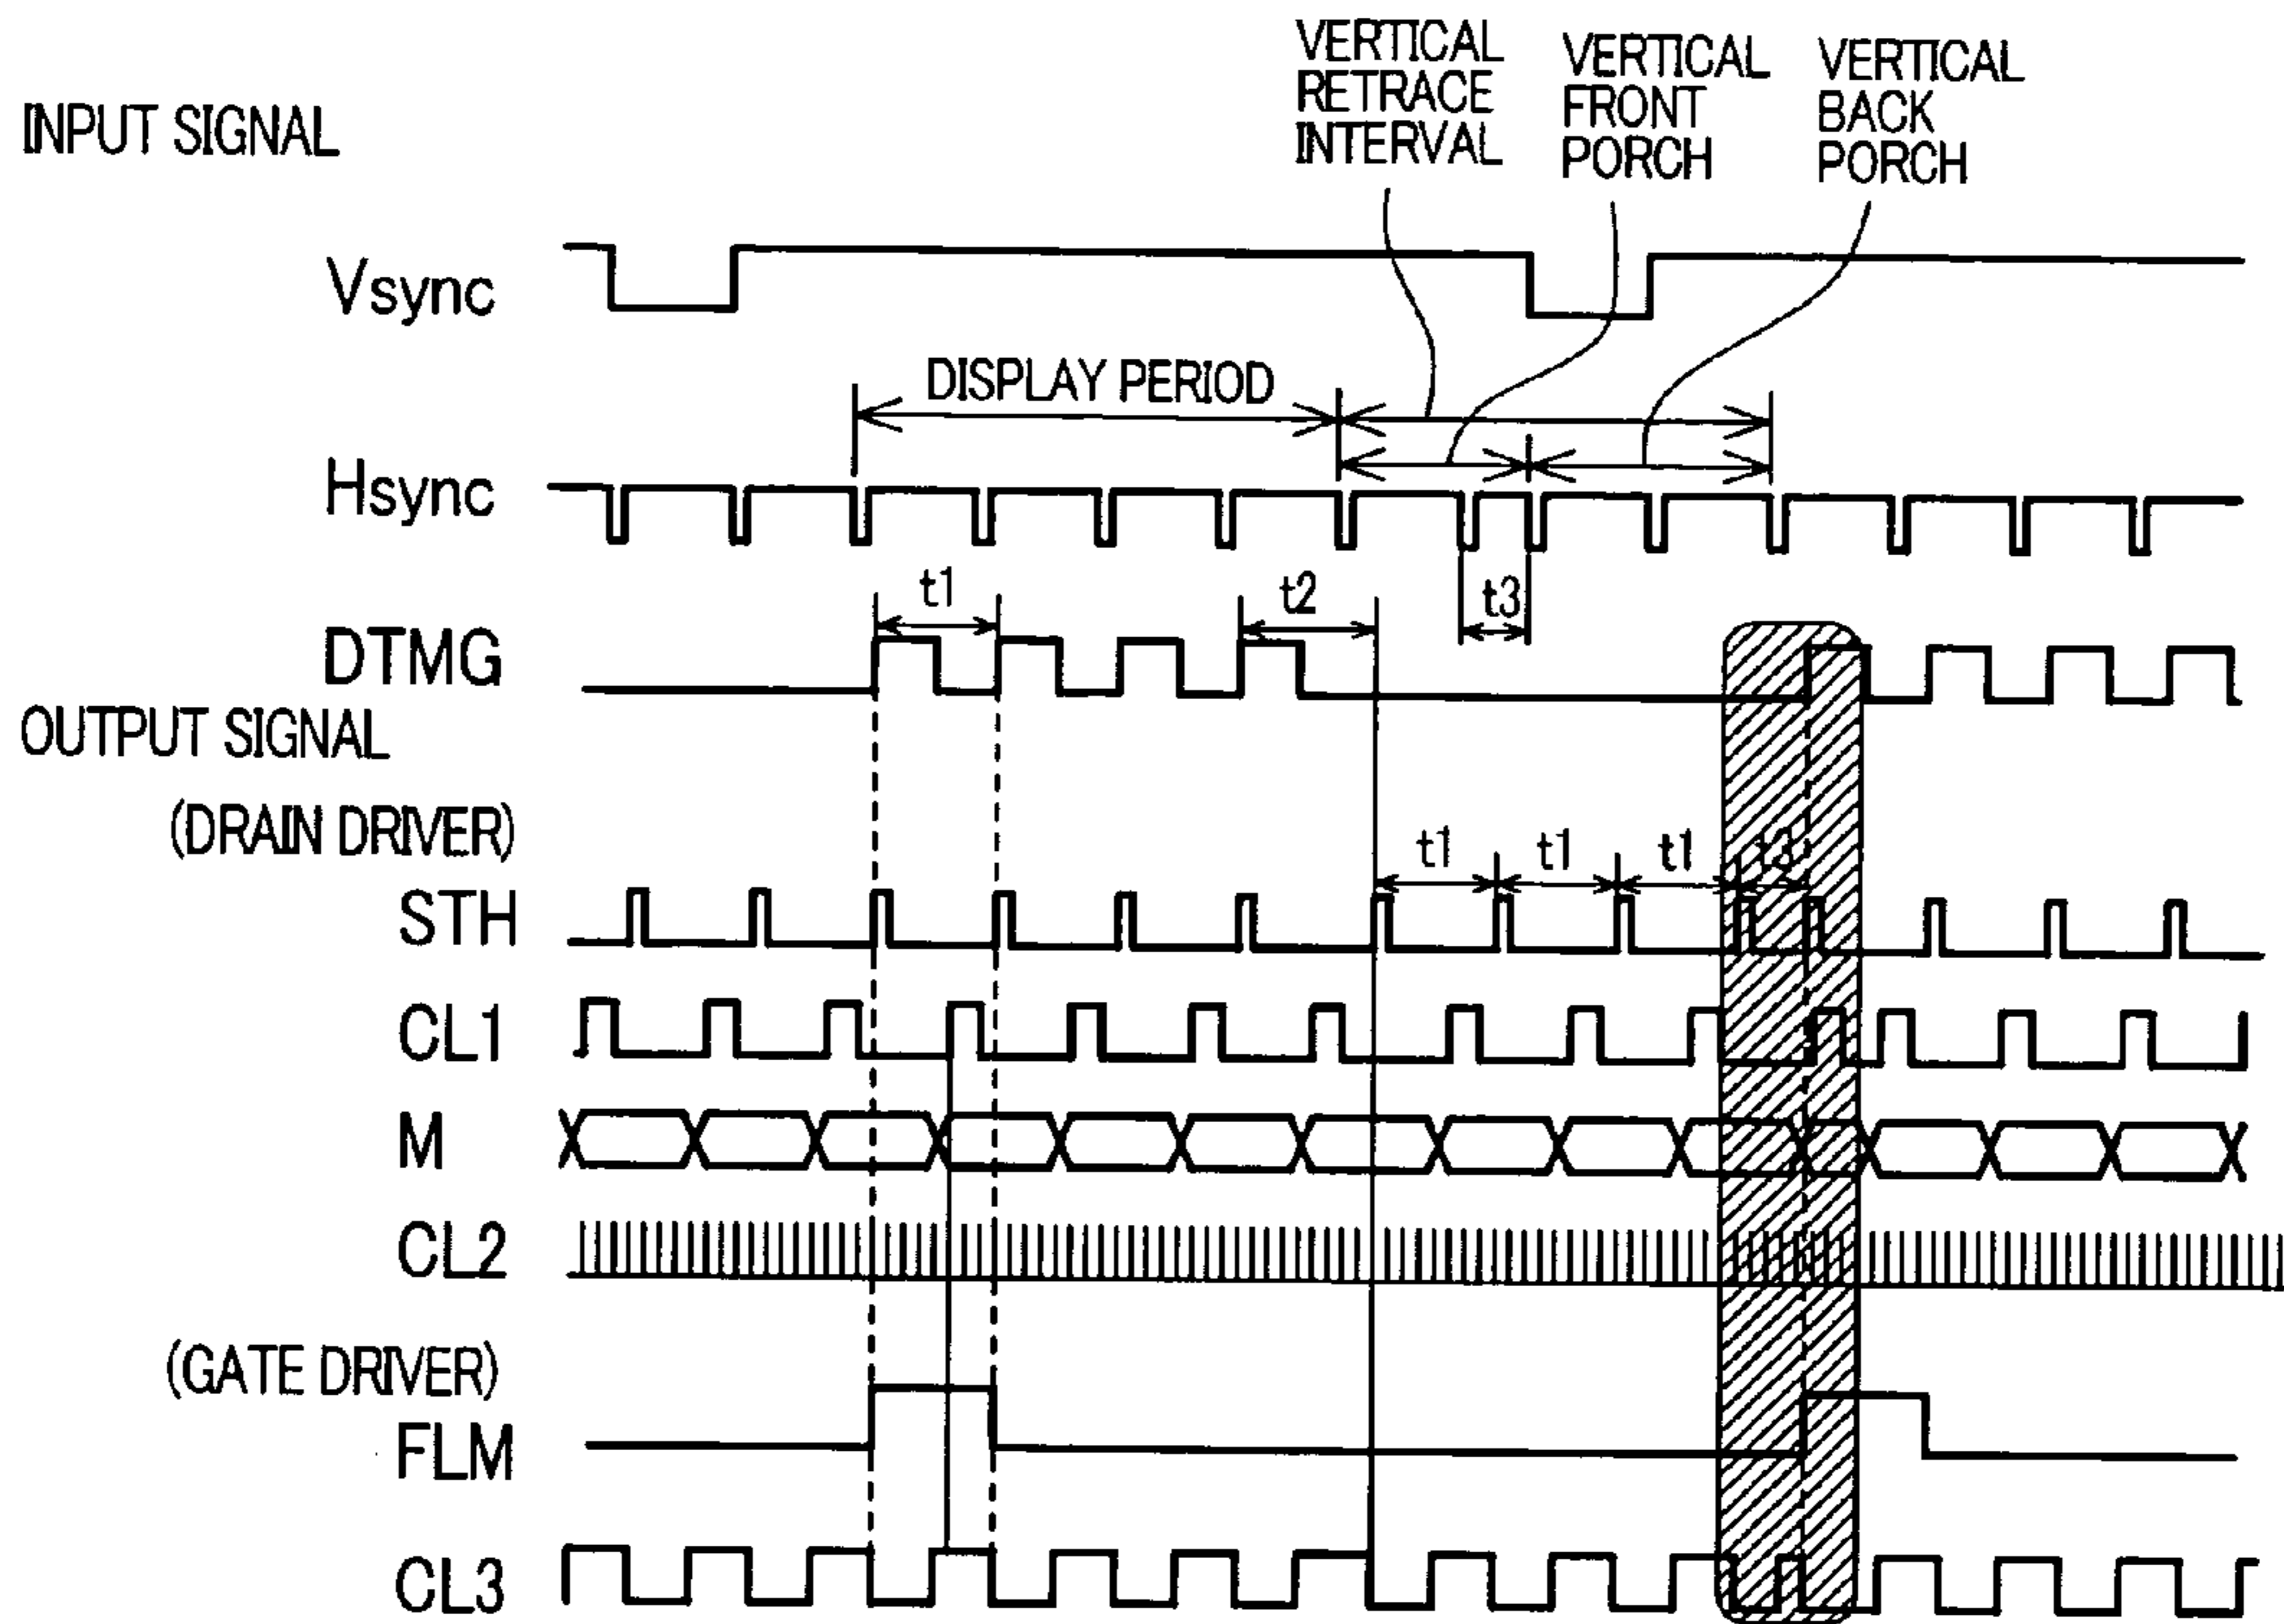 VERTICAL
RETRACE
INTERVAL
VERTICAL
FRONT
PORCH
VERTICAL
BACK
PORCH
INPUT SIGNAL
Vsync
DISPLAY PERIOD
Hsync
t1
t2
t3
DTMG
OUTPUT SIGNAL
(DRAIN DRIVER)
t1
t1
t1
t3
STH
CL1
M
CL2
(GATE DRIVER)
FLM
CL3